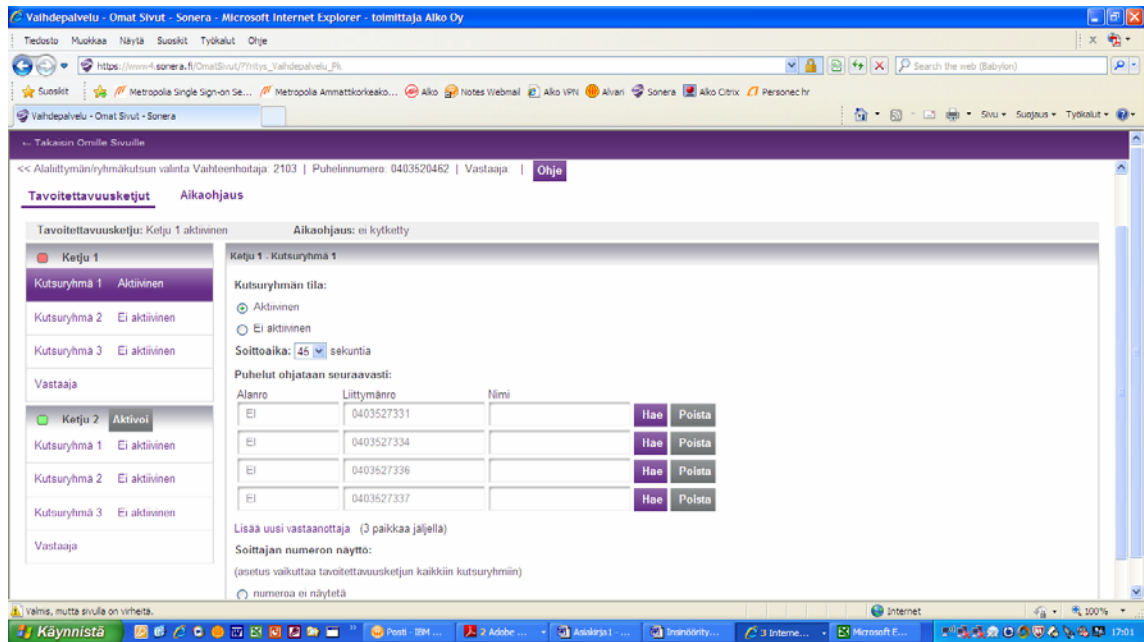 Vaihdepalvelu - Omat Sivut - Sonera - Microsoft Internet Explorer - toimittaja Alko Oy
Tiedosto Muokkaa Näytä Suosikit Työkalut Ohje
https://www4.sonera.fi/OmatSivut/?Yritys_Vaihdepalvelu_Pk
Search the web (Babylon)
Suosikit Metropolia Single Sign-on Se... Metropolia Ammattikorkeako... Alko Notes Webmail Alko VPN Alvari Sonera Alko Citrix Personec hr
Vaihdepalvelu - Omat Sivut - Sonera Sivu Suojaus Työkalut
← Takaisin Omille Sivuille
<< Alaliittymän/ryhmäkutsun valinta Vaihteenhoitaja: 2103 | Puhelinnumero: 0403520462 | Vastaaja: | Ohje
Tavoitettavuusketjut Aikaohjaus
Tavoitettavuusketju: Ketju 1 aktiivinen Aikaohjaus: ei kytketty
Ketju 1
Kutsuryhmä 1 Aktiivinen
Kutsuryhmä 2 Ei aktiivinen
Kutsuryhmä 3 Ei aktiivinen
Vastaaja
Ketju 2 Aktivoi
Kutsuryhmä 1 Ei aktiivinen
Kutsuryhmä 2 Ei aktiivinen
Kutsuryhmä 3 Ei aktiivinen
Vastaaja
Ketju 1 - Kutsuryhmä 1
Kutsuryhmän tila:
Aktiivinen
Ei aktiivinen
Soittoaika: 45 sekuntia
Puhelut ohjataan seuraavasti:
Alanro Liittymänro Nimi
EI 0403527331 Hae Poista
EI 0403527334 Hae Poista
EI 0403527336 Hae Poista
EI 0403527337 Hae Poista
Lisää uusi vastaanottaja (3 paikkaa jäljellä)
Soittajan numeron näyttö:
(asetus vaikuttaa tavoitettavuusketjun kaikkiin kutsuryhmiin)
numeroa ei näytetä
Valmis, mutta sivulla on virheitä. Internet 100%
Käynnistä Posti - IBM ... 2 Adobe ... Asiakirja1 - ... Insinöörity... 3 Interne... Microsoft E... 17:01